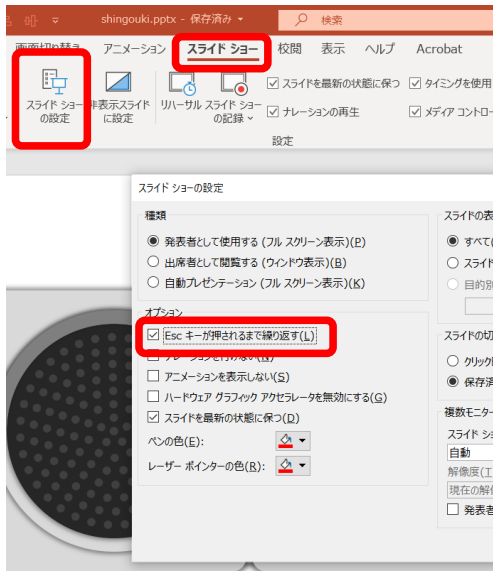 shingouki.pptx - 保存済み
検索
画面切り替え アニメーション スライド ショー 校閲 表示 ヘルプ Acrobat
スライド ショーの設定
非表示スライドに設定
リハーサル
スライド ショーの記録
スライドを最新の状態に保つ
タイミングを使用
ナレーションの再生
メディア コントロー
設定
スライド ショーの設定
種類
発表者として使用する (フル スクリーン表示)(P)
出席者として閲覧する (ウィンドウ表示)(B)
自動プレゼンテーション (フル スクリーン表示)(K)
オプション
Esc キーが押されるまで繰り返す(L)
ナレーションを行わない(N)
アニメーションを表示しない(S)
ハードウェア グラフィック アクセラレータを無効にする(G)
スライドを最新の状態に保つ(D)
ペンの色(E):
レーザー ポインターの色(R):
スライドの表
すべて(
スライド
目的別
スライドの切
クリック
保存済
複数モニター
スライド ショ
自動
解像度(T
現在の解像
発表者